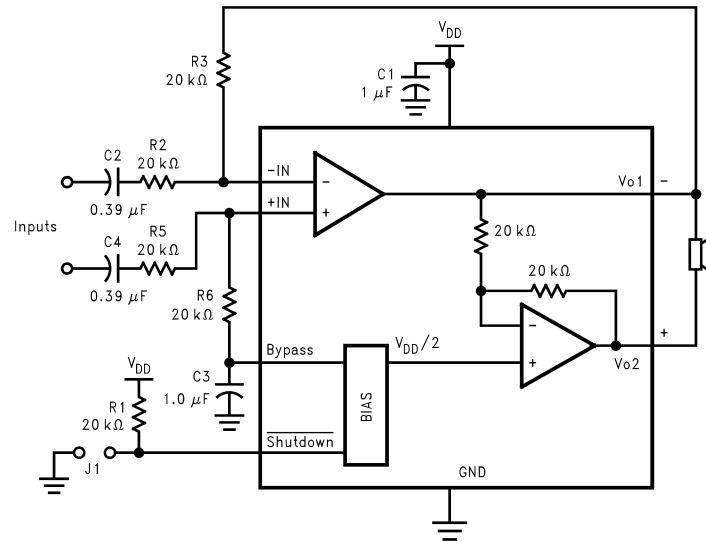 V_DD
R3
20 kΩ
C1
1 μF
C2
R2
20 kΩ
-IN
-
Vo1
-
+IN
+
0.39 μF
Inputs
R5
C4
20 kΩ
20 kΩ
20 kΩ
0.39 μF
R6
20 kΩ
-
+
Bypass
V_DD/2
+
Vo2
V_DD
C3
1.0 μF
R1
20 kΩ
BIAS
Shutdown
J1
GND